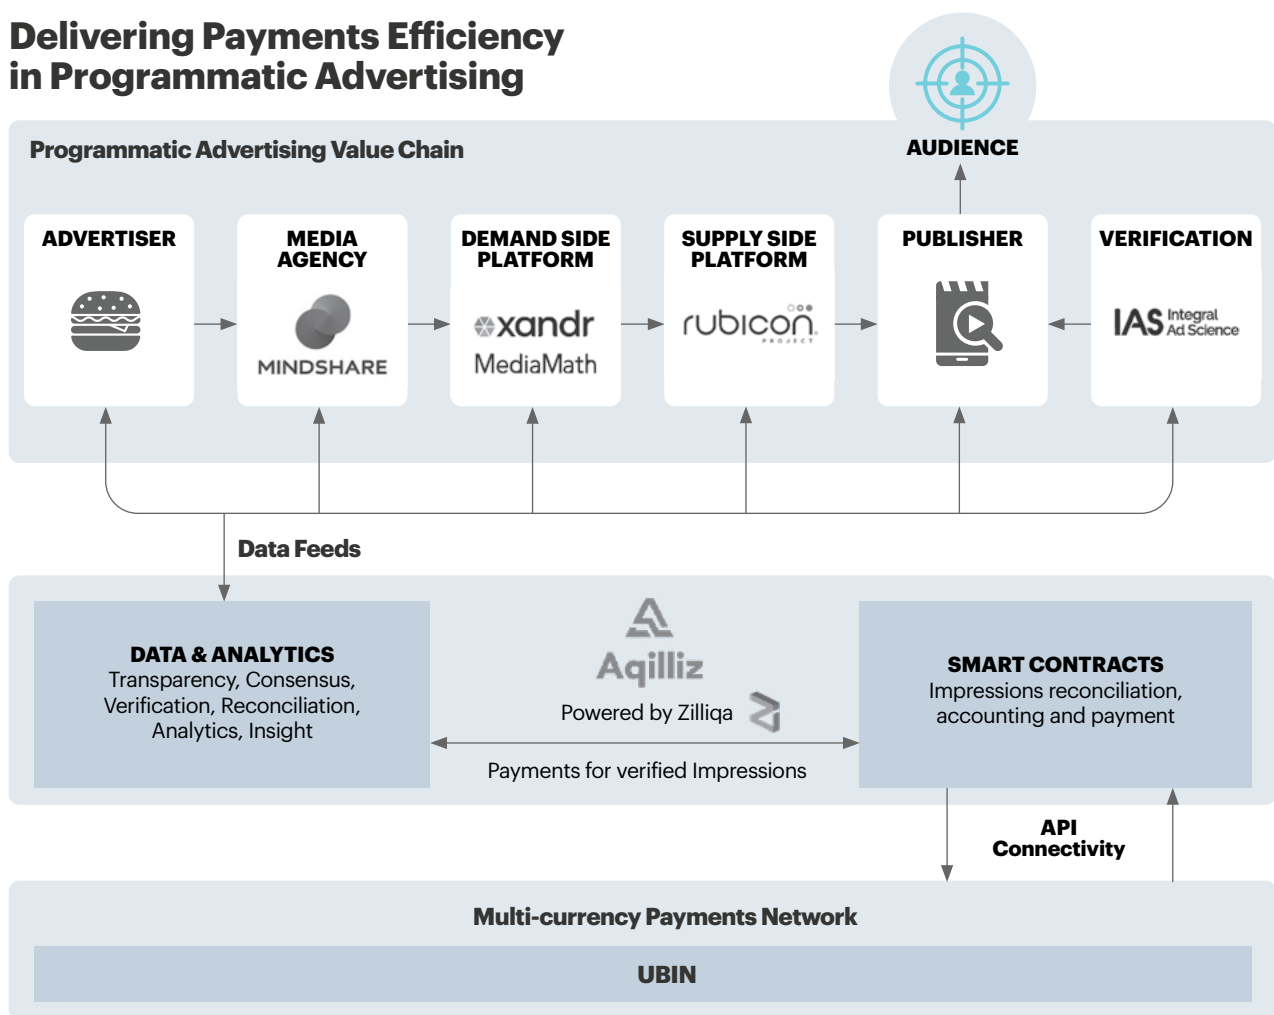 Delivering Payments Efficiency
in Programmatic Advertising
Programmatic Advertising Value Chain
AUDIENCE
ADVERTISER
MEDIA
AGENCY
MINDSHARE
DEMAND SIDE
PLATFORM
xandr
MediaMath
SUPPLY SIDE
PLATFORM
rubicon
PROJECT
PUBLISHER
VERIFICATION
IAS Integral
Ad Science
Data Feeds
DATA & ANALYTICS
Transparency, Consensus,
Verification, Reconciliation,
Analytics, Insight
Aqilliz
Powered by Zilliqa
Payments for verified Impressions
SMART CONTRACTS
Impressions reconciliation,
accounting and payment
API
Connectivity
Multi-currency Payments Network
UBIN